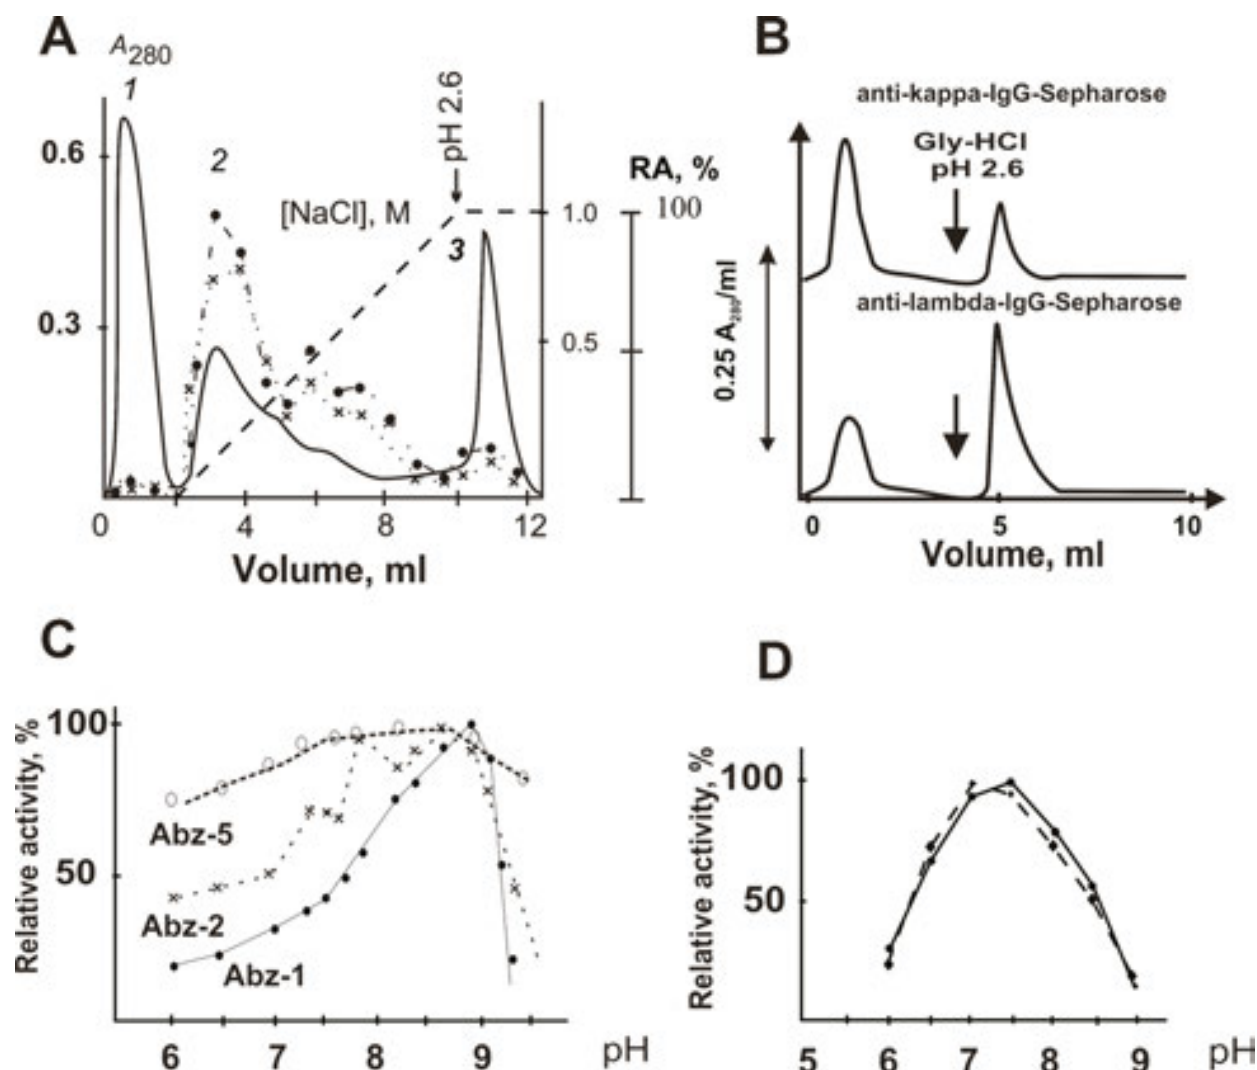 A
A280
1
0.6
2
pH 2.6
[NaCl], M
1.0
RA, %
100
3
0.3
0.5
0 4 8 12
Volume, ml
B
anti-kappa-IgG-Sepharose
Gly-HCl
pH 2.6
anti-lambda-IgG-Sepharose
0.25 A280/ml
0 5 10
Volume, ml
C
Relative activity, %
100
50
Abz-5
Abz-2
Abz-1
6 7 8 9 pH
D
Relative activity, %
100
50
5 6 7 8 9 pH